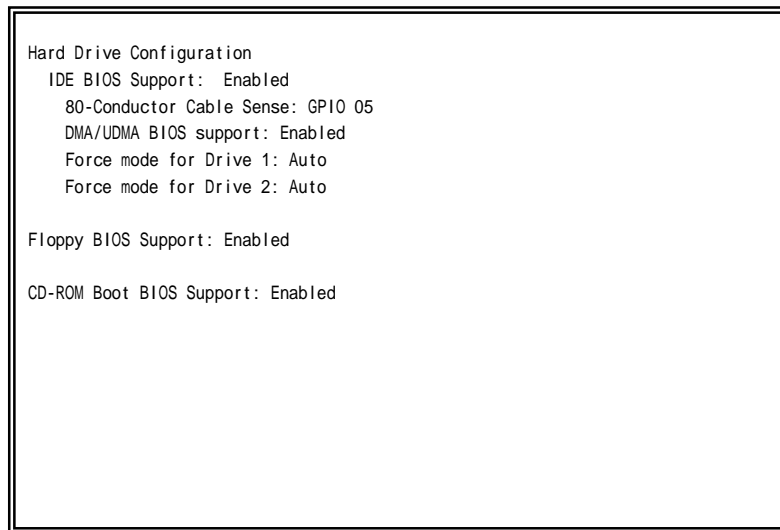 Hard Drive Configuration
IDE BIOS Support: Enabled
80-Conductor Cable Sense: GPIO 05
DMA/UDMA BIOS support: Enabled
Force mode for Drive 1: Auto
Force mode for Drive 2: Auto
Floppy BIOS Support: Enabled
CD-ROM Boot BIOS Support: Enabled